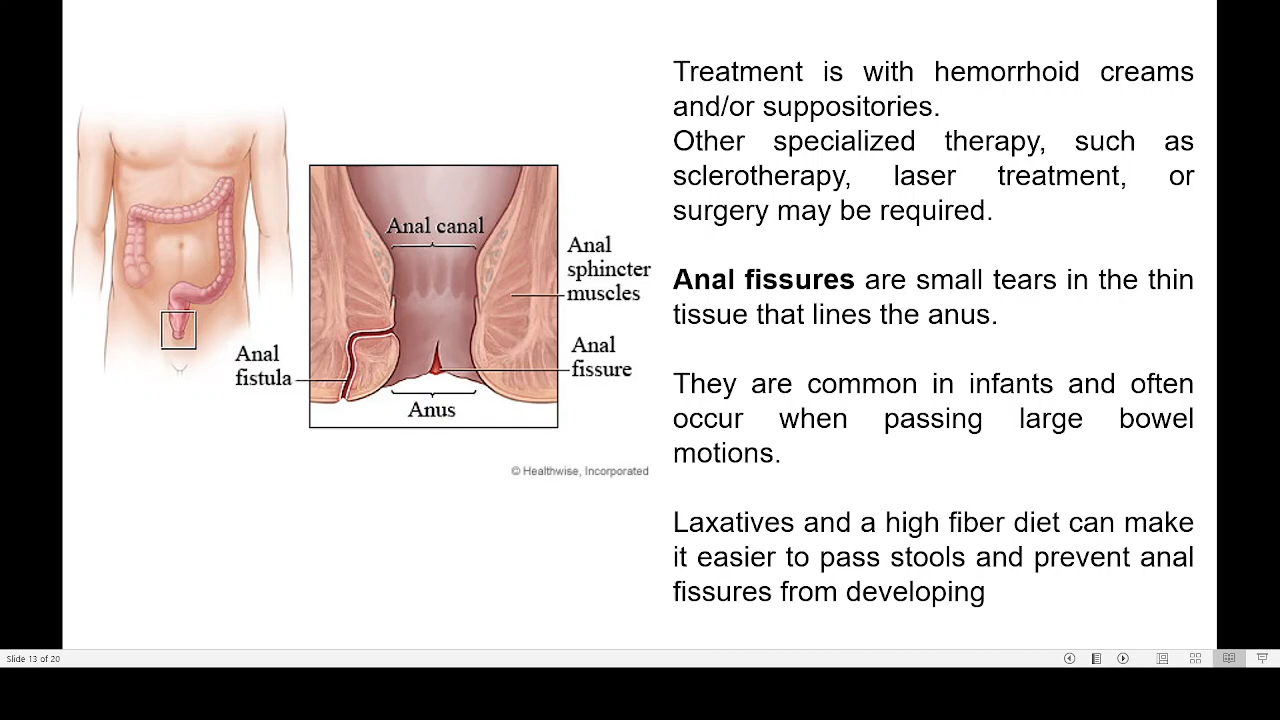 Treatment is with hemorrhoid creams
and/or suppositories.
Other specialized therapy, such as
sclerotherapy, laser treatment, or
surgery may be required.
Anal fissures are small tears in the thin
tissue that lines the anus.
They are common in infants and often
occur when passing large bowel
motions.
Laxatives and a high fiber diet can make
it easier to pass stools and prevent anal
fissures from developing
Anal canal
Anal
sphincter
muscles
Anal
fissure
Anal
fistula
Anus
© Healthwise, Incorporated
Slide 13 of 20